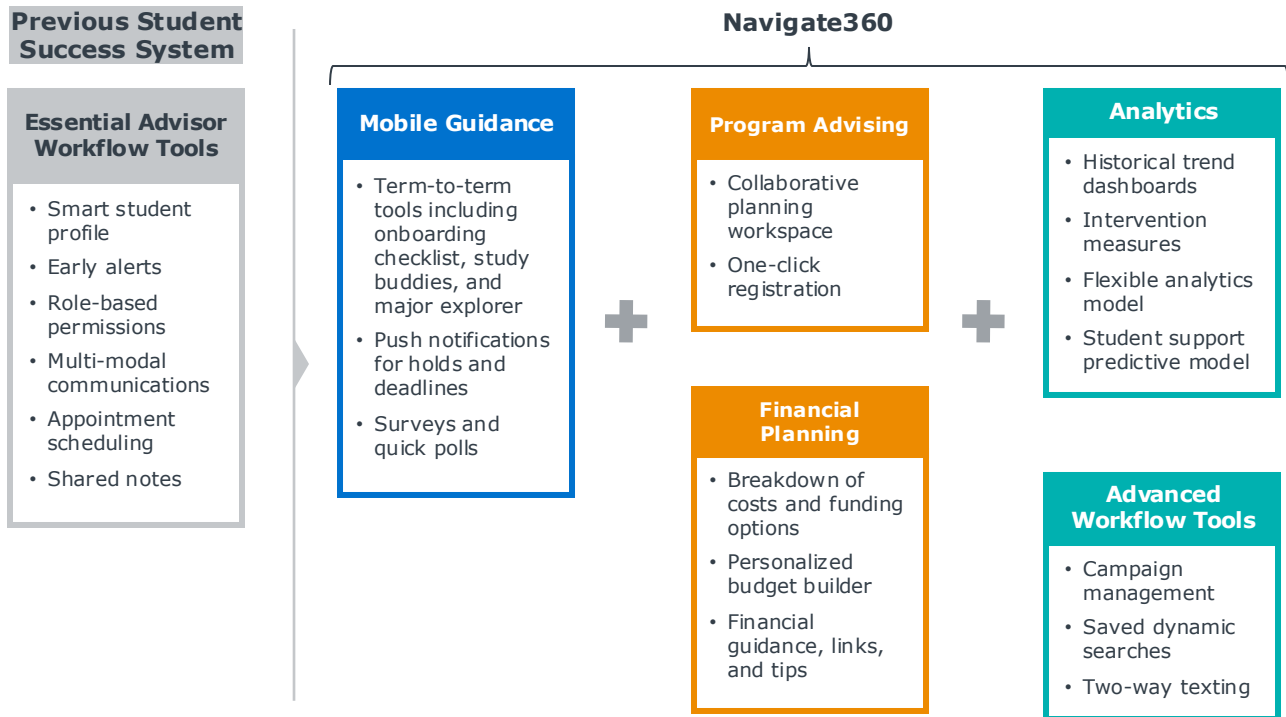 Previous Student
Success System
Navigate360
Essential Advisor
Workflow Tools
• Smart student
profile
• Early alerts
• Role-based
permissions
• Multi-modal
communications
• Appointment
scheduling
• Shared notes
Mobile Guidance
• Term-to-term
tools including
onboarding
checklist, study
buddies, and
major explorer
• Push notifications
for holds and
deadlines
• Surveys and
quick polls
Program Advising
• Collaborative
planning
workspace
• One-click
registration
Financial
Planning
• Breakdown of
costs and funding
options
• Personalized
budget builder
• Financial
guidance, links,
and tips
Analytics
• Historical trend
dashboards
• Intervention
measures
• Flexible analytics
model
• Student support
predictive model
Advanced
Workflow Tools
• Campaign
management
• Saved dynamic
searches
• Two-way texting